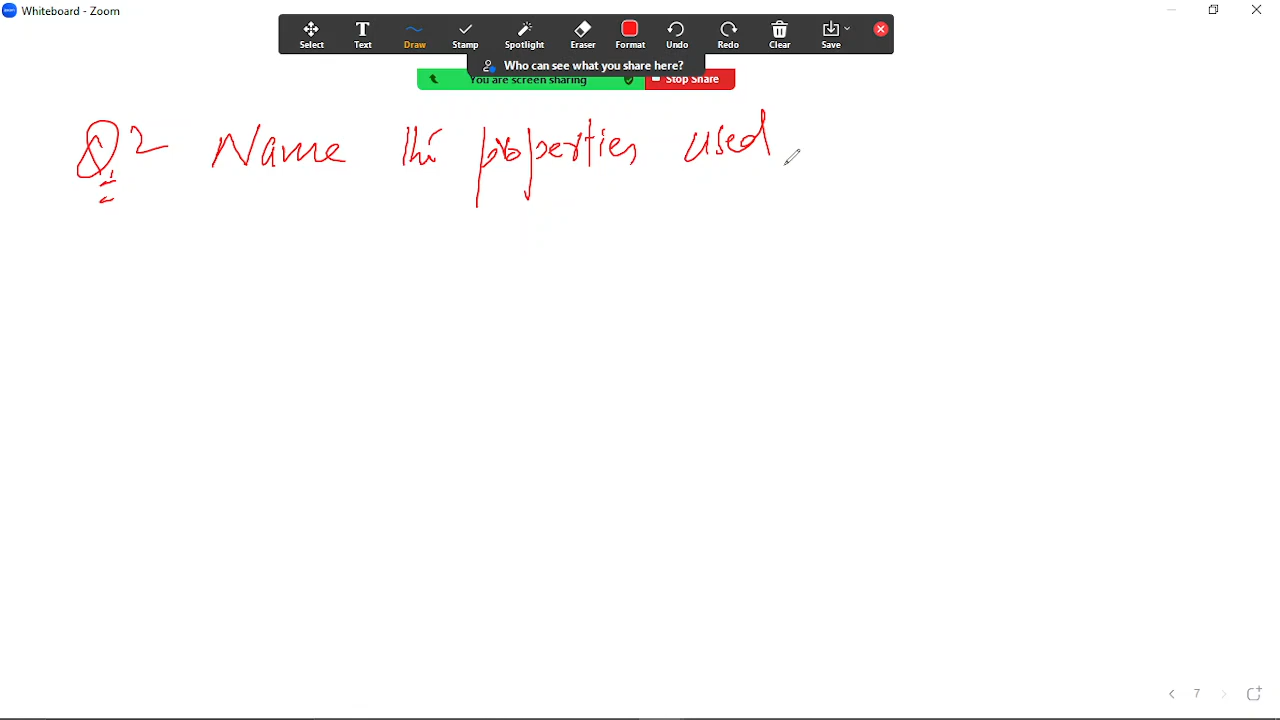 Whiteboard - Zoom
Select Text Draw Stamp Spotlight Eraser Format Undo Redo Clear Save
Who can see what you share here?
You are screen sharing Stop Share
Q2 Name the properties used
7